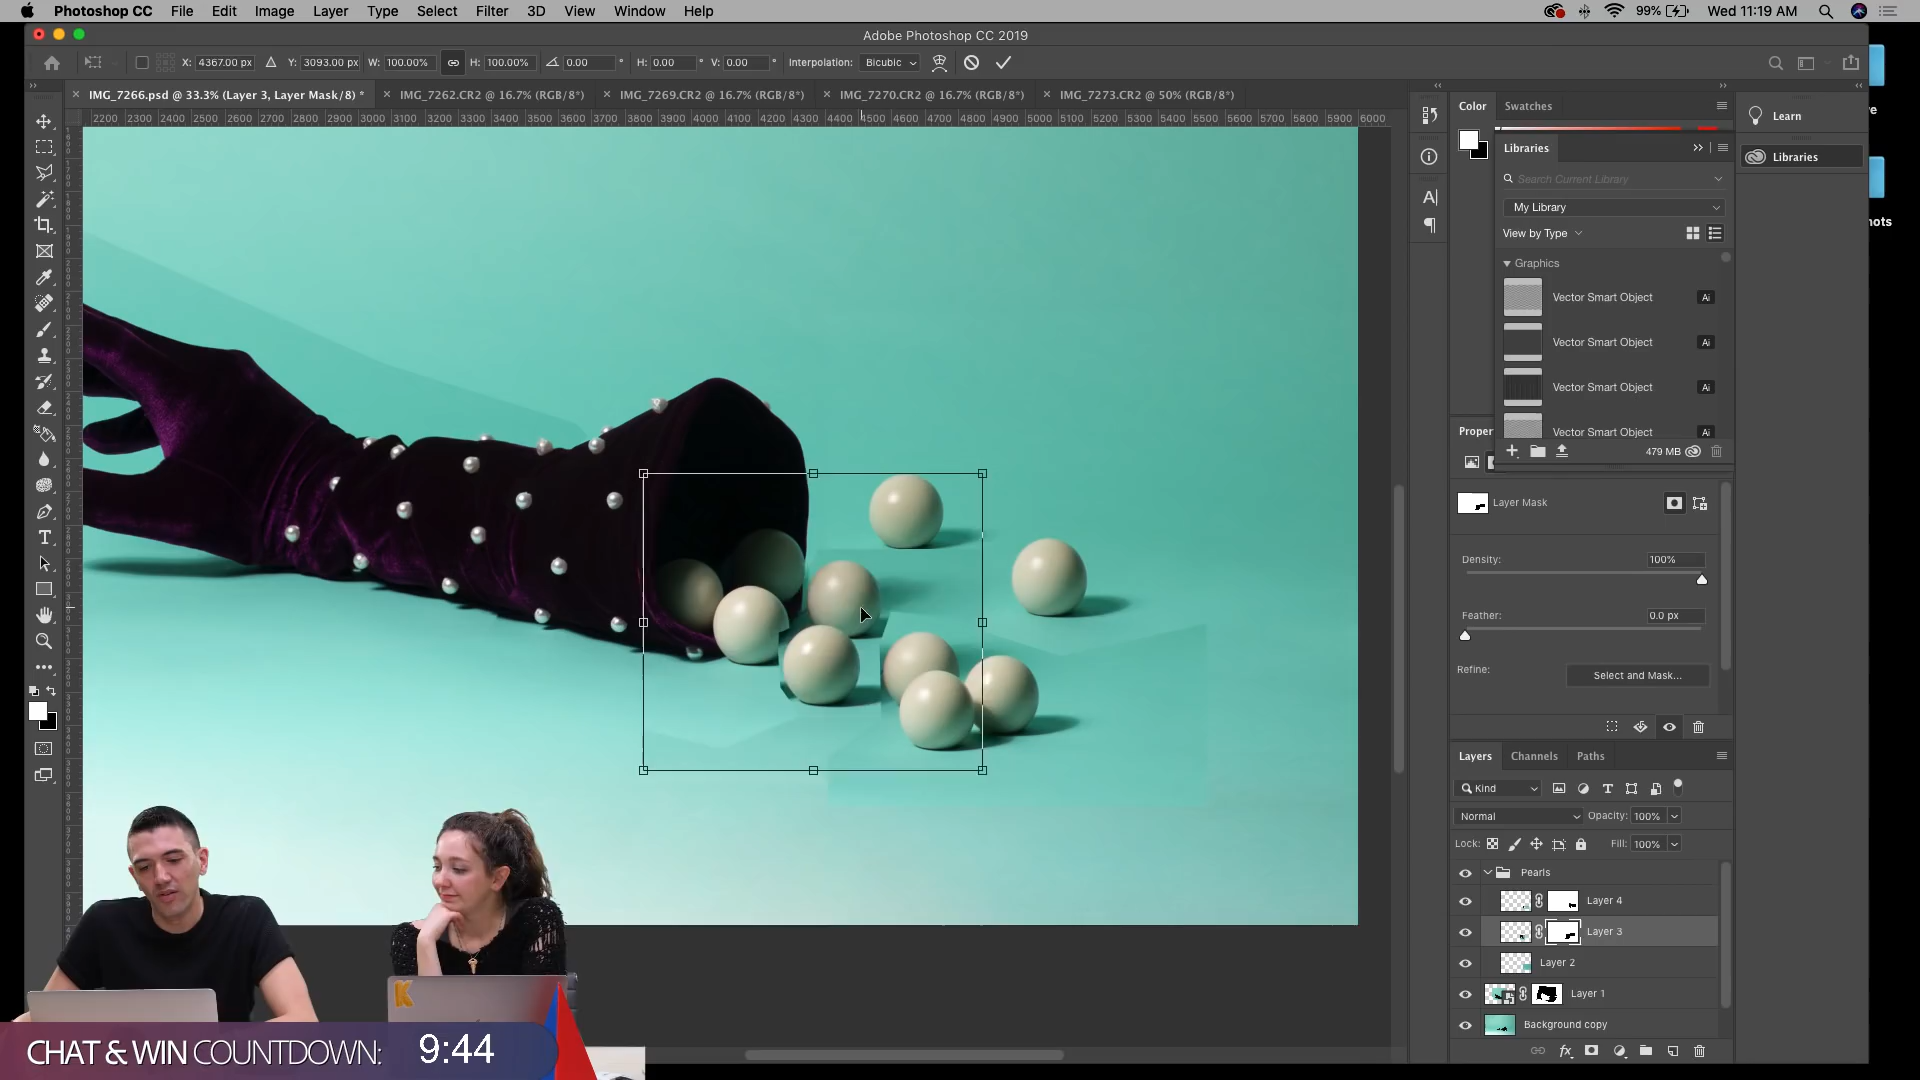 Photoshop CC File Edit Image Layer Type Select Filter 3D View Window Help
99% Wed 11:19 AM
Adobe Photoshop CC 2019
X: 4367.00 px Y: 3093.00 px W: 100.00% H: 100.00% 0.00 ° H: 0.00 ° V: 0.00 ° Interpolation: Bicubic
IMG_7266.psd @ 33.3% (Layer 3, Layer Mask/8) *
IMG_7262.CR2 @ 16.7% (RGB/8*)
IMG_7269.CR2 @ 16.7% (RGB/8*)
IMG_7270.CR2 @ 16.7% (RGB/8*)
IMG_7273.CR2 @ 50% (RGB/8*)
2200 2300 2400 2500 2600 2700 2800 2900 3000 3100 3200 3300 3400 3500 3600 3700 3800 3900 4000 4100 4200 4300 4400 4500 4600 4700 4800 4900 5000 5100 5200 5300 5400 5500 5600 5700 5800 5900 6000
Color Swatches
Learn
Libraries
Libraries
Search Current Library
My Library
View by Type
Graphics
Vector Smart Object Ai
Vector Smart Object Ai
Vector Smart Object Ai
Vector Smart Object Ai
479 MB
re
nots
Proper
Layer Mask
Density: 100%
Feather: 0.0 px
Refine: Select and Mask...
Layers Channels Paths
Kind
Normal Opacity: 100%
Lock: Fill: 100%
Pearls
Layer 4
Layer 3
Layer 2
Layer 1
Background copy
fx
K
CHAT & WIN COUNTDOWN: 9:44